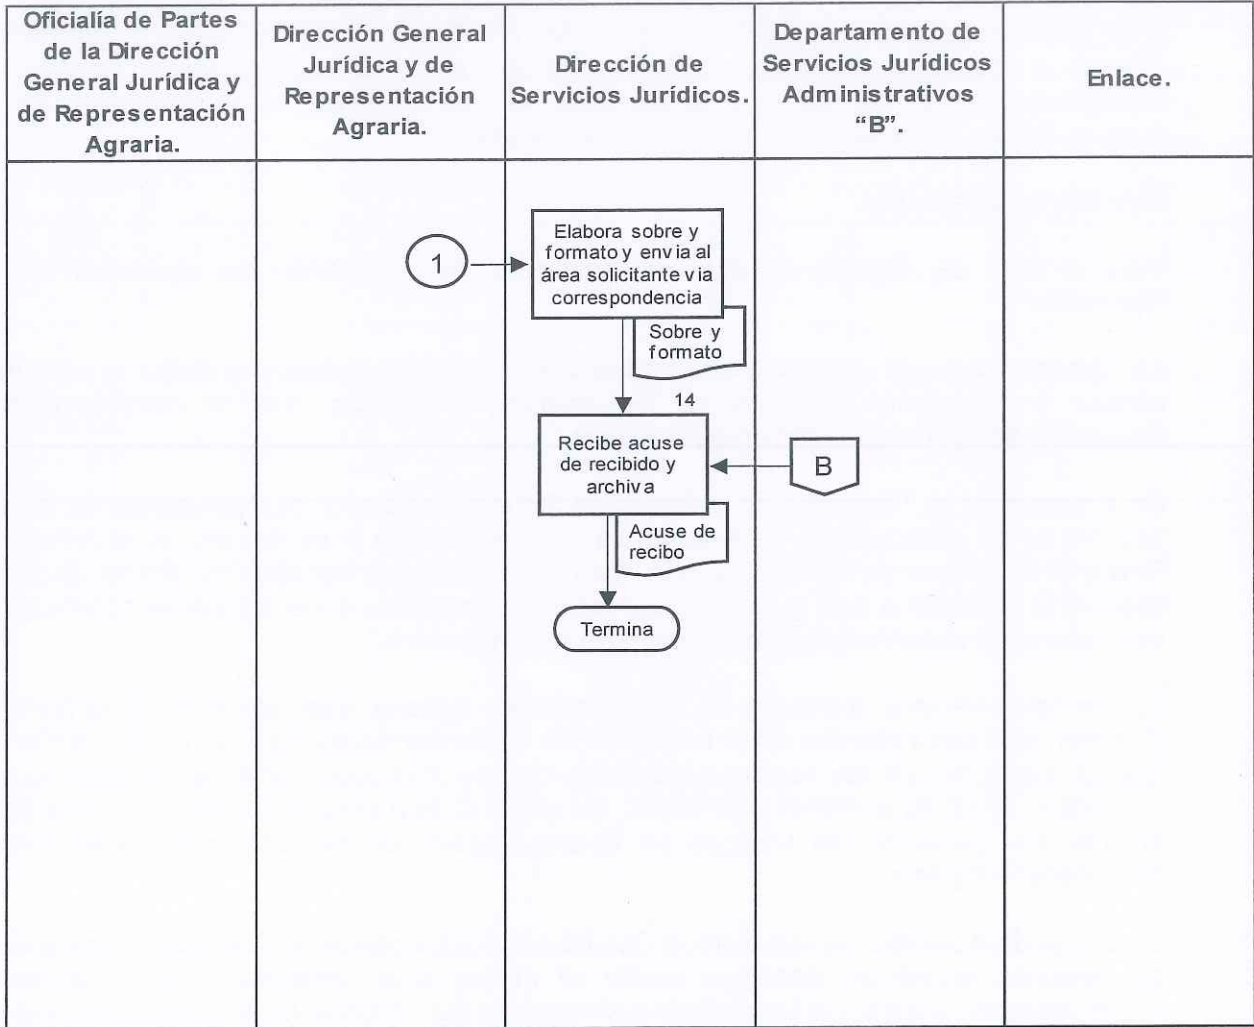 Oficialía de Partes
de la Dirección
General Jurídica y
de Representación
Agraria.
Dirección General
Jurídica y de
Representación
Agraria.
Dirección de
Servicios Jurídicos.
Departamento de
Servicios Jurídicos
Administrativos
“B”.
Enlace.
1
Elabora sobre y
formato y envia al
área solicitante via
correspondencia
Sobre y
formato
14
Recibe acuse
de recibido y
archiva
B
Acuse de
recibo
Termina